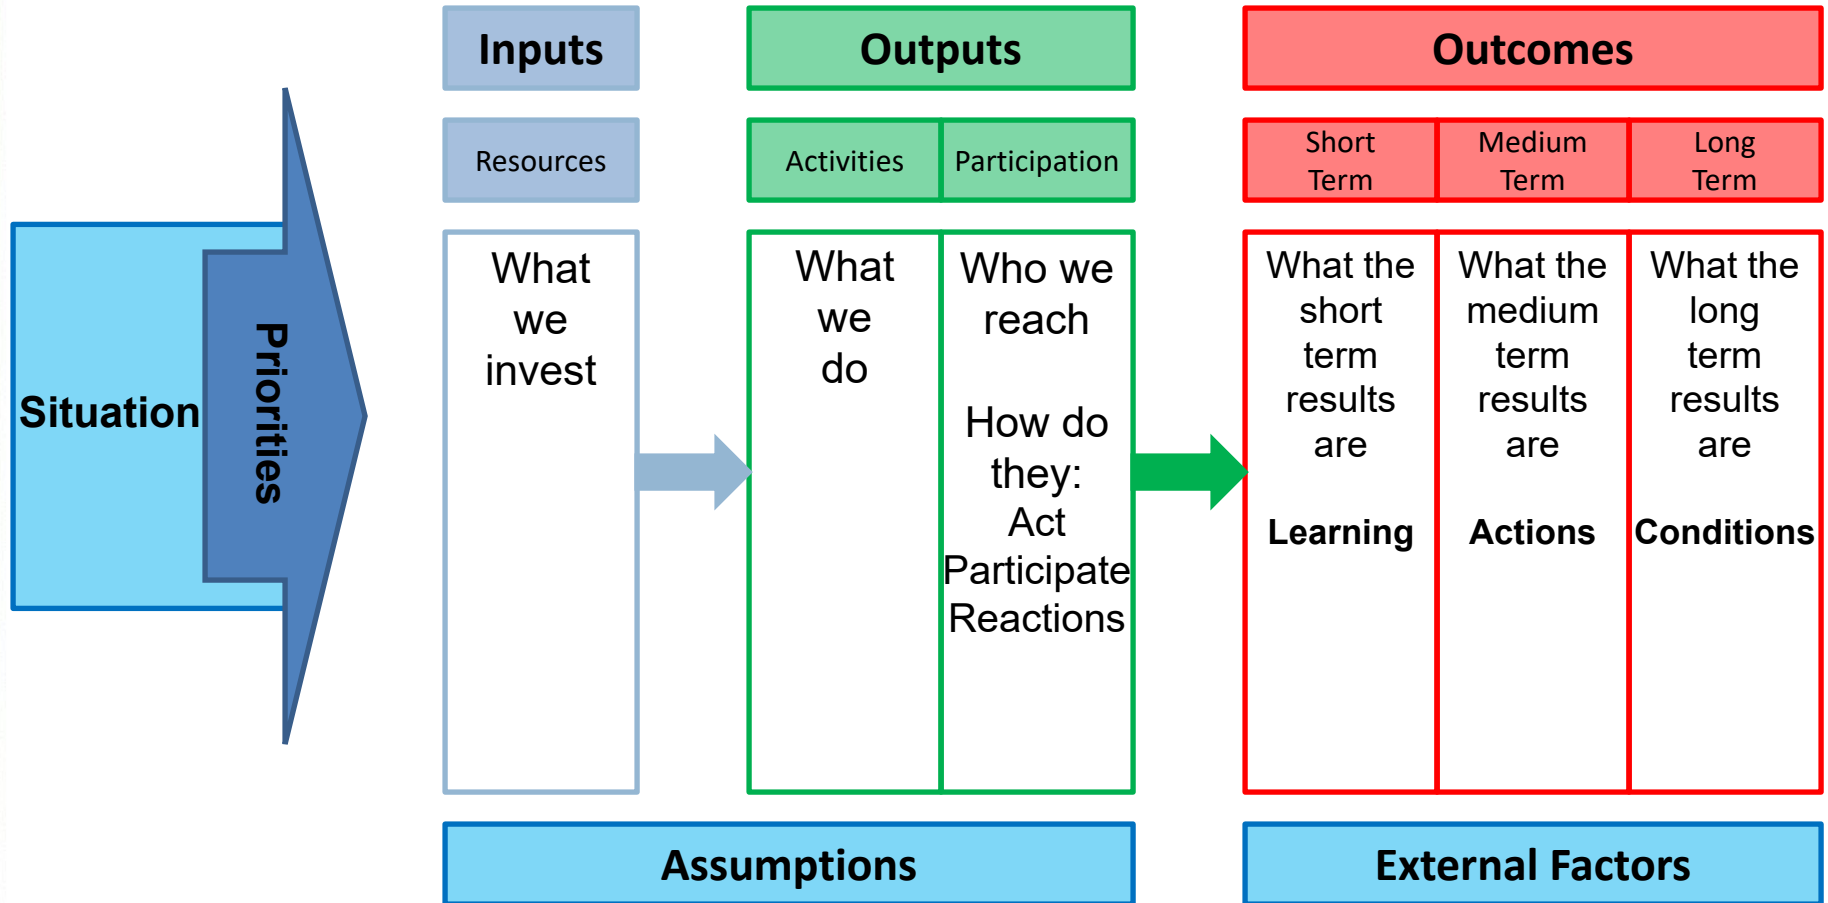 Inputs
Outputs
Outcomes
Resources
Activities
Participation
Short
Term
Medium
Term
Long
Term
Situation
Priorities
What
we
invest
What
we
do
Who we
reach
How do
they:
Act
Participate
Reactions
What the
short
term
results
are
Learning
What the
medium
term
results
are
Actions
What the
long
term
results
are
Conditions
Assumptions
External Factors